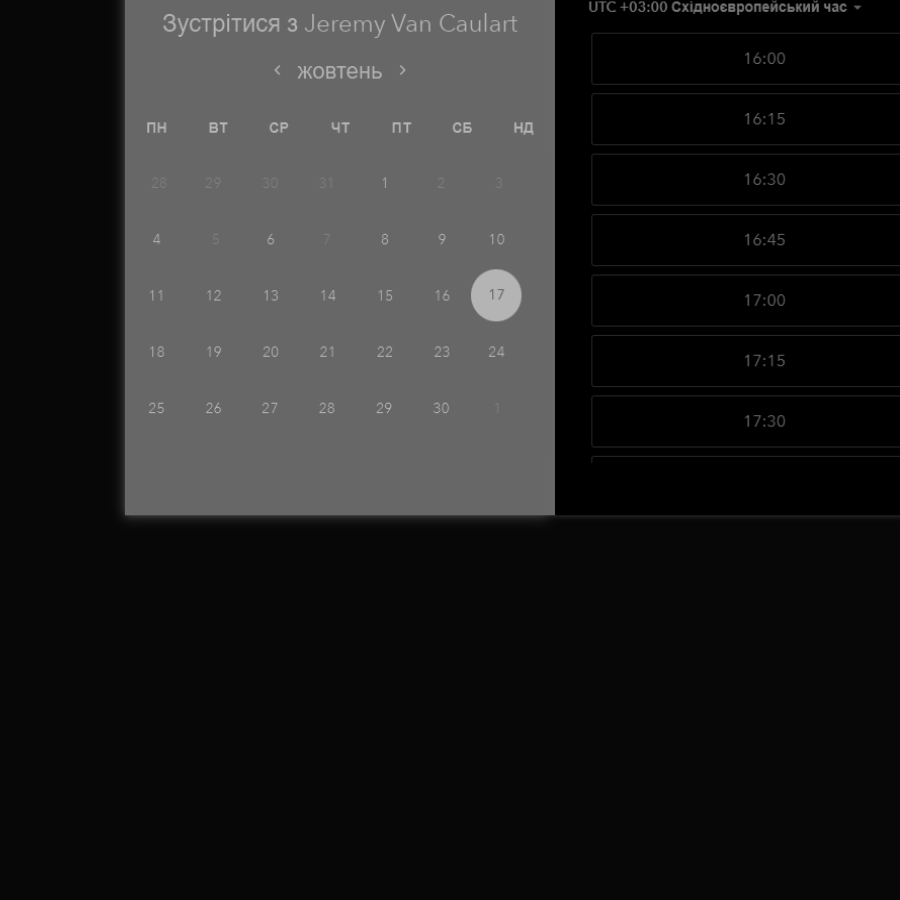 Зустрітися з Jeremy Van Caulart
жовтень
ПН ВТ СР ЧТ ПТ СБ НД
28 29 30 31 1 2 3
4 5 6 7 8 9 10
11 12 13 14 15 16 17
18 19 20 21 22 23 24
25 26 27 28 29 30 1
UTC +03:00 Східноєвропейський час
16:00
16:15
16:30
16:45
17:00
17:15
17:30